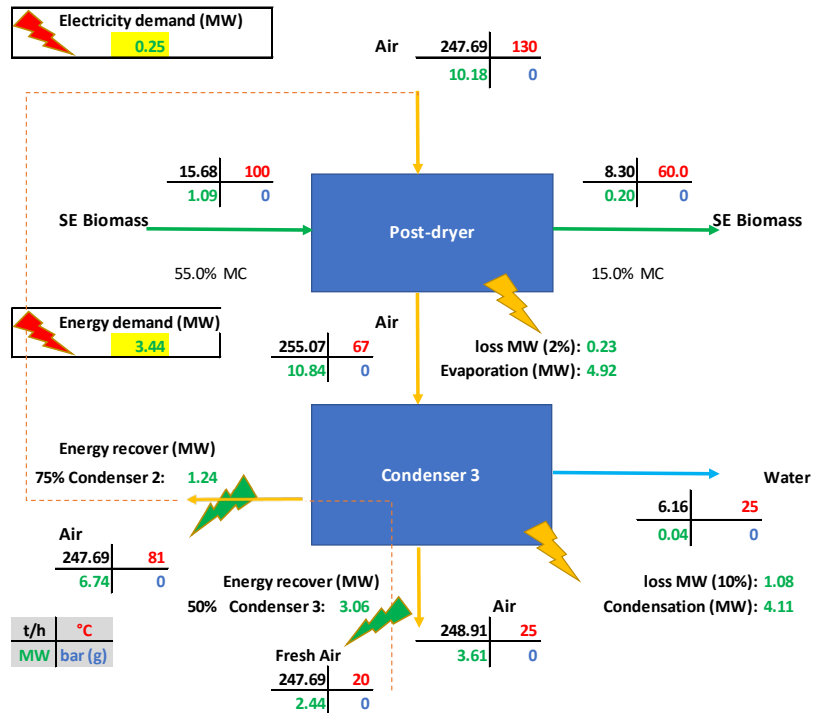 Electricity demand (MW)
0.25
Air
247.69 130
10.18 0
15.68 100
1.09 0
8.30 60.0
0.20 0
SE Biomass
Post-dryer
SE Biomass
55.0% MC
15.0% MC
Energy demand (MW)
3.44
Air
255.07 67
10.84 0
loss MW (2%): 0.23
Evaporation (MW): 4.92
Energy recover (MW)
75% Condenser 2: 1.24
Condenser 3
Water
6.16 25
0.04 0
Air
247.69 81
6.74 0
Energy recover (MW)
50% Condenser 3: 3.06
loss MW (10%): 1.08
Condensation (MW): 4.11
Air
248.91 25
3.61 0
t/h °C
MW bar (g)
Fresh Air
247.69 20
2.44 0